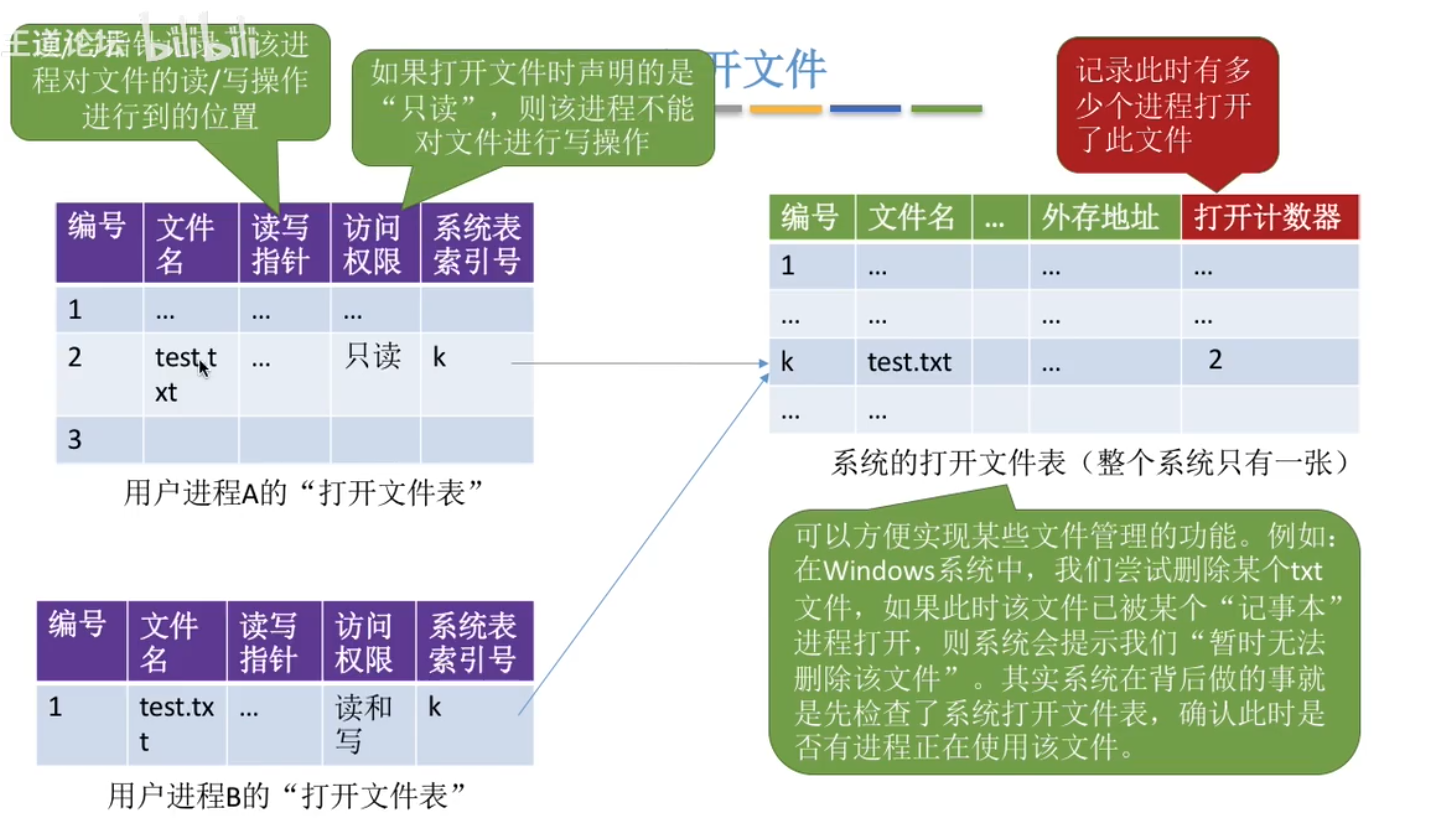 王道论坛
bilibili
该进
程对文件的读/写操作
进行到的位置
如果打开文件时声明的是
“只读”，则该进程不能
对文件进行写操作
开文件
记录此时有多
少个进程打开
了此文件
编号 文件名 读写指针 访问权限 系统表索引号
1 … … …
2 test.txt … 只读 k
3
用户进程A的“打开文件表”
编号 文件名 … 外存地址 打开计数器
1 … … …
… … … …
k test.txt … 2
… …
系统的打开文件表（整个系统只有一张）
可以方便实现某些文件管理的功能。例如：
在Windows系统中，我们尝试删除某个txt
文件，如果此时该文件已被某个“记事本”
进程打开，则系统会提示我们“暂时无法
删除该文件”。其实系统在背后做的事就
是先检查了系统打开文件表，确认此时是
否有进程正在使用该文件。
编号 文件名 读写指针 访问权限 系统表索引号
1 test.txt … 读和写 k
用户进程B的“打开文件表”